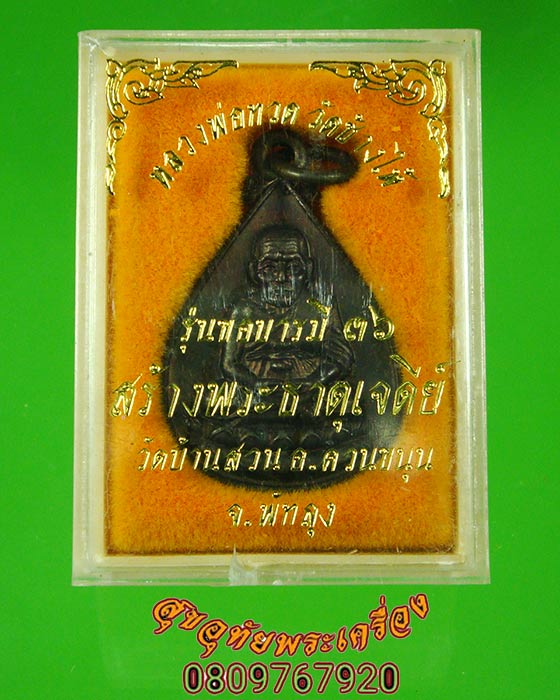 หลวงพ่อทวด วัดช้างให้
รุ่นขอบารมี ๓๖
สร้างพระธาตุเจดีย์
วัดบ้านสวน อ.ควนขนุน
จ.พัทลุง
สุขอุทัยพระเครื่อง
0809767920